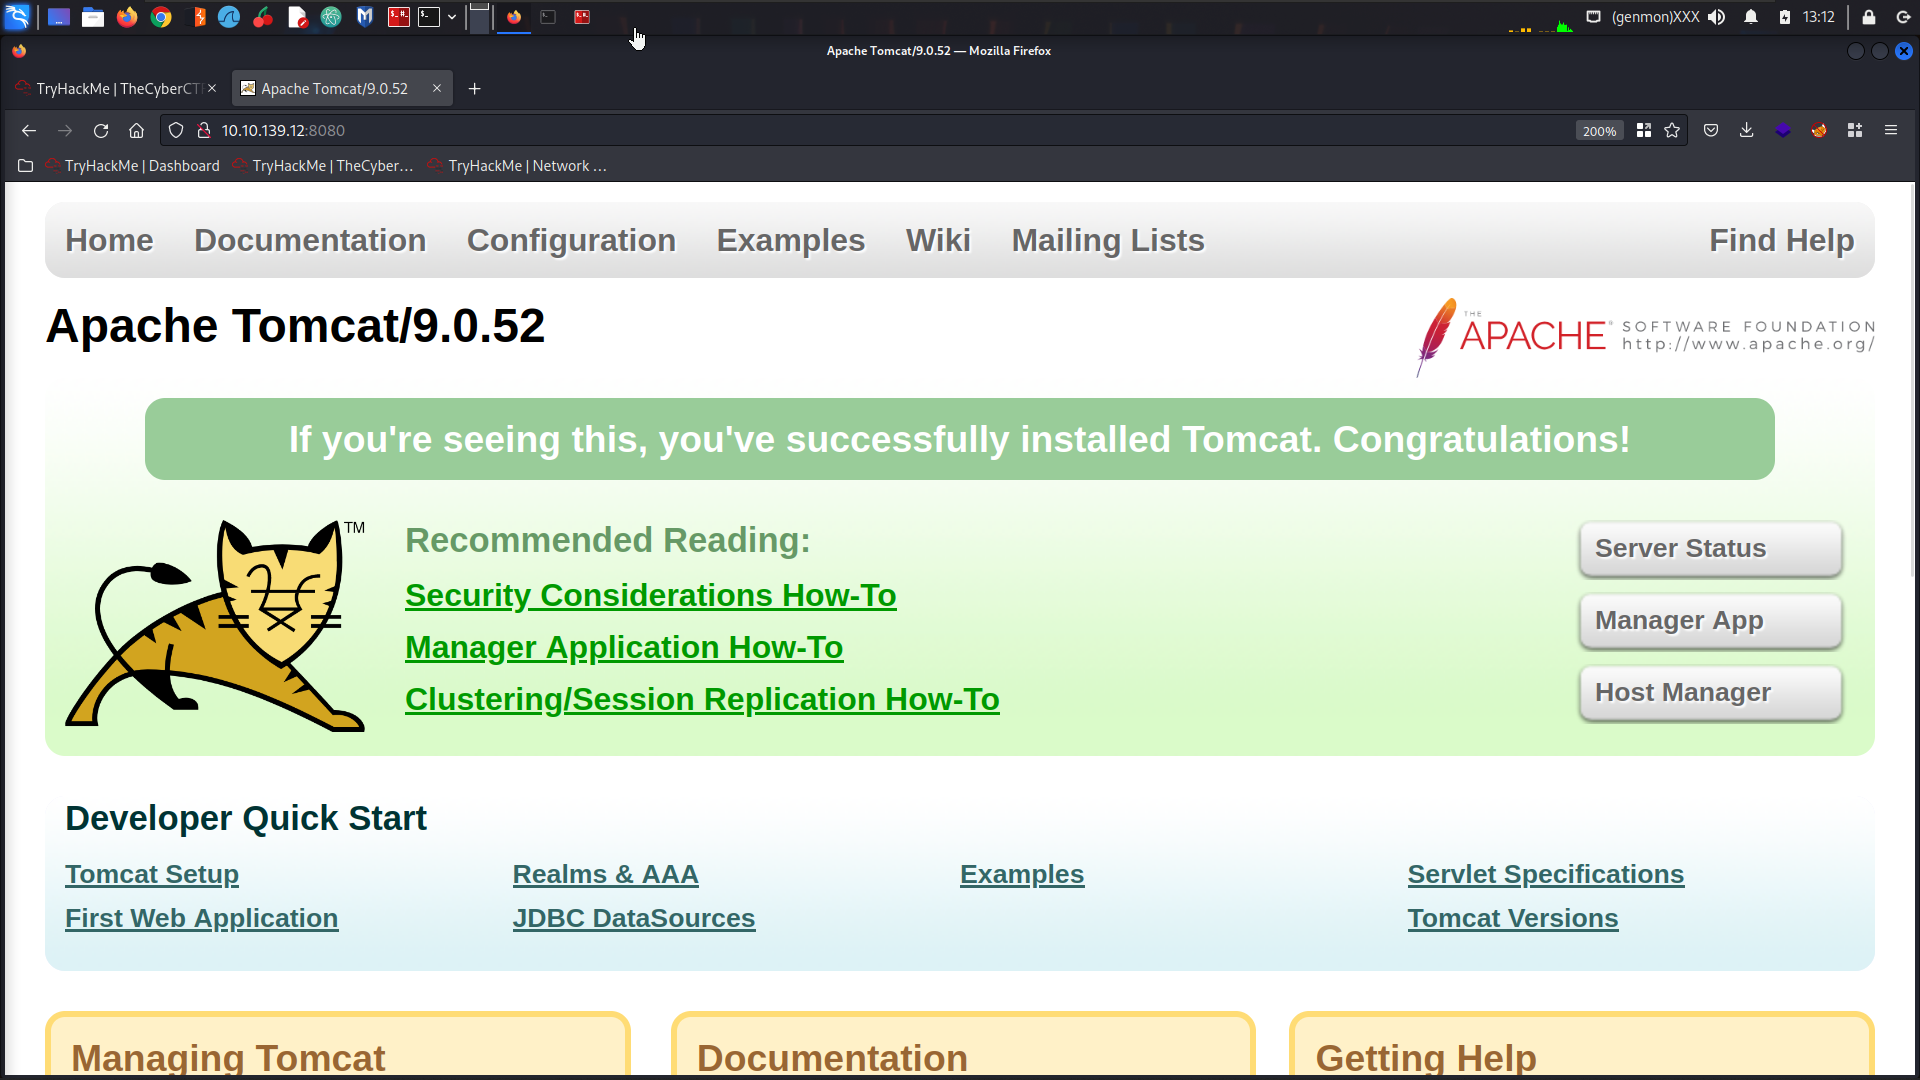 (genmon)XXX 13:12
Apache Tomcat/9.0.52 — Mozilla Firefox
TryHackMe | TheCyberCT
Apache Tomcat/9.0.52
10.10.139.12:8080
200%
TryHackMe | Dashboard
TryHackMe | TheCyber…
TryHackMe | Network …
Home
Documentation
Configuration
Examples
Wiki
Mailing Lists
Find Help
Apache Tomcat/9.0.52
THE APACHE® SOFTWARE FOUNDATION
http://www.apache.org/
If you're seeing this, you've successfully installed Tomcat. Congratulations!
TM
Recommended Reading:
Security Considerations How-To
Manager Application How-To
Clustering/Session Replication How-To
Server Status
Manager App
Host Manager
Developer Quick Start
Tomcat Setup
First Web Application
Realms & AAA
JDBC DataSources
Examples
Servlet Specifications
Tomcat Versions
Managing Tomcat
Documentation
Getting Help